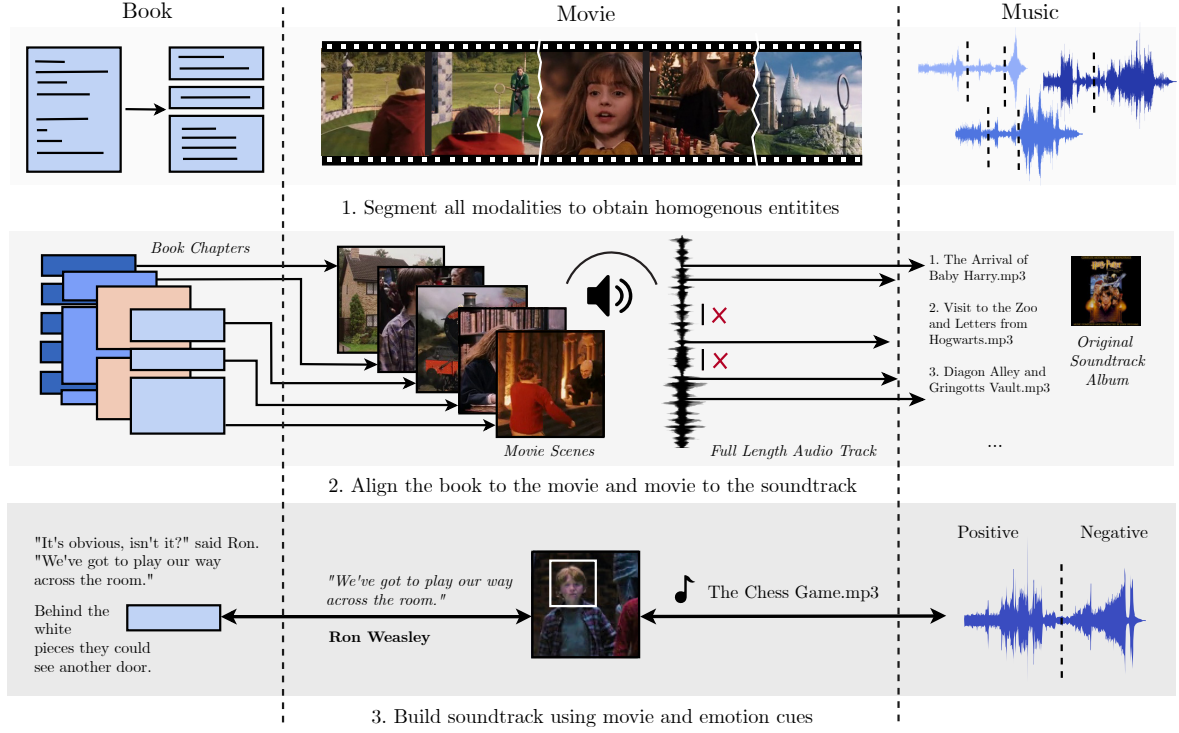 Book
Movie
Music
1. Segment all modalities to obtain homogenous entitites
Book Chapters
Movie Scenes
Full Length Audio Track
1. The Arrival of
Baby Harry.mp3
2. Visit to the Zoo
and Letters from
Hogwarts.mp3
3. Diagon Alley and
Gringotts Vault.mp3
...
Original
Soundtrack
Album
2. Align the book to the movie and movie to the soundtrack
"It's obvious, isn't it?" said Ron.
"We've got to play our way
across the room."
Behind the
white
pieces they could
see another door.
"We've got to play our way
across the room."
Ron Weasley
The Chess Game.mp3
Positive
Negative
3. Build soundtrack using movie and emotion cues